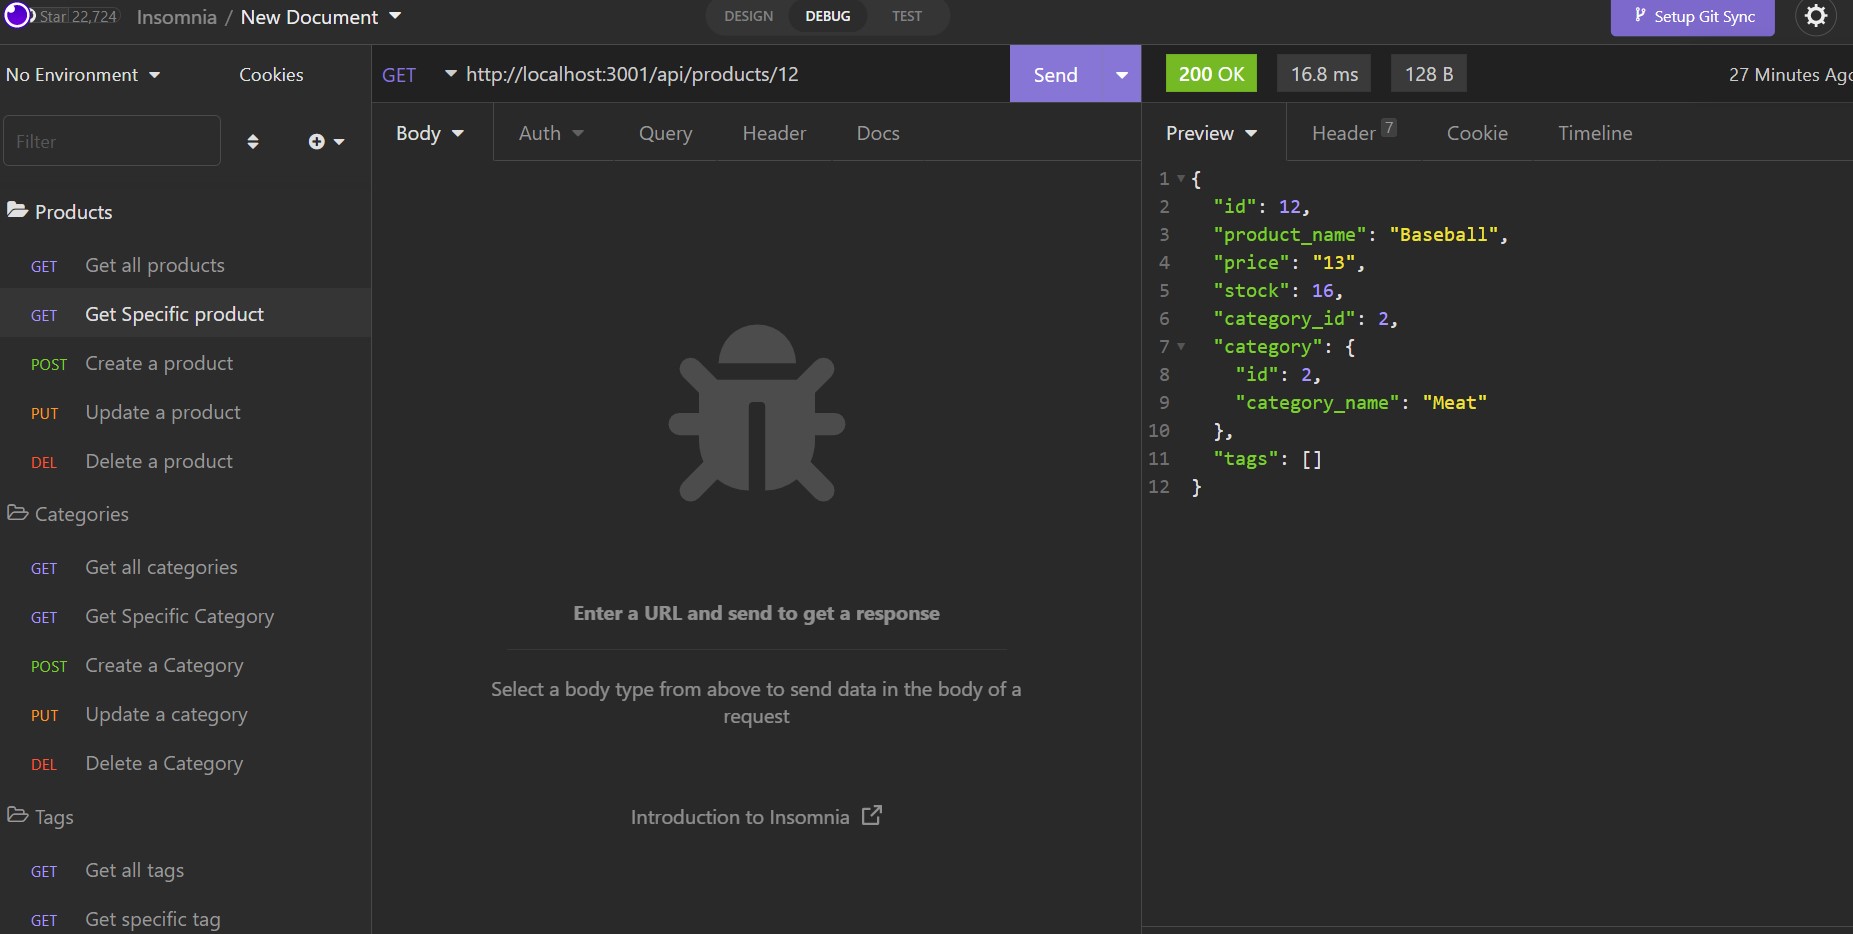 Star 22,724
Insomnia / New Document
DESIGN DEBUG TEST
Setup Git Sync
No Environment
Cookies
GET http://localhost:3001/api/products/12
Send
200 OK 16.8 ms 128 B
27 Minutes Ago
Filter
Body Auth Query Header Docs
Preview Header 7 Cookie Timeline
Products
GET Get all products
GET Get Specific product
POST Create a product
PUT Update a product
DEL Delete a product
Categories
GET Get all categories
GET Get Specific Category
POST Create a Category
PUT Update a category
DEL Delete a Category
Tags
GET Get all tags
GET Get specific tag
Enter a URL and send to get a response
Select a body type from above to send data in the body of a
request
Introduction to Insomnia
1 {
2 "id": 12,
3 "product_name": "Baseball",
4 "price": "13",
5 "stock": 16,
6 "category_id": 2,
7 "category": {
8 "id": 2,
9 "category_name": "Meat"
10 },
11 "tags": []
12 }